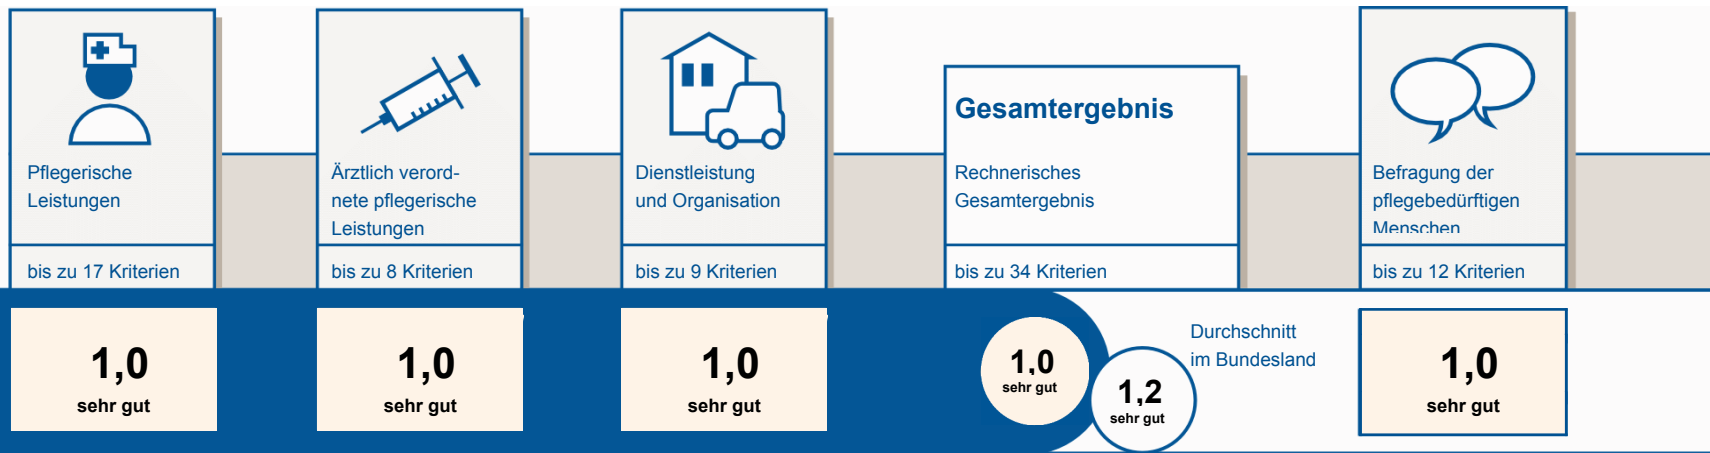 Pflegerische
Leistungen
bis zu 17 Kriterien
1,0
sehr gut
Ärztlich verord-
nete pflegerische
Leistungen
bis zu 8 Kriterien
1,0
sehr gut
Dienstleistung
und Organisation
bis zu 9 Kriterien
1,0
sehr gut
Gesamtergebnis
Rechnerisches
Gesamtergebnis
bis zu 34 Kriterien
1,0
sehr gut
1,2
sehr gut
Durchschnitt
im Bundesland
Befragung der
pflegebedürftigen
Menschen
bis zu 12 Kriterien
1,0
sehr gut